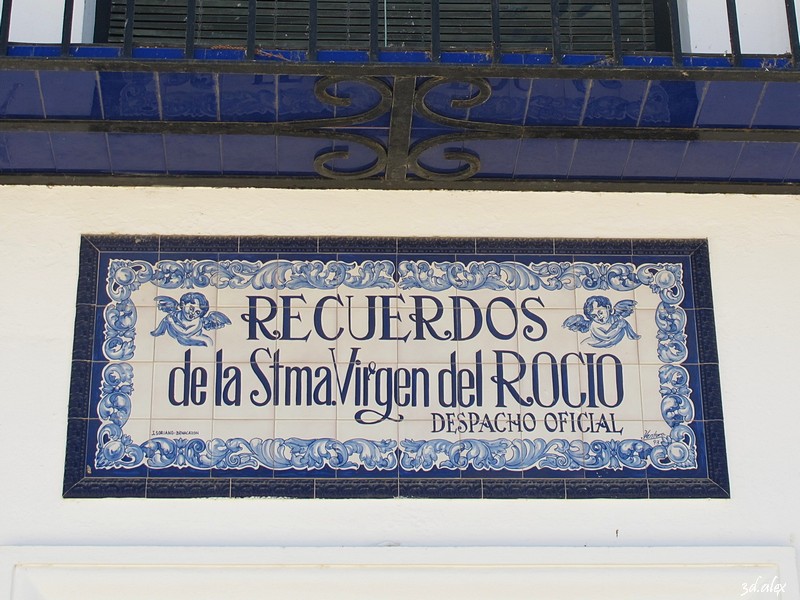 RECUERDOS
de la Stma. Virgen del ROCIO
DESPACHO OFICIAL
3d.alex